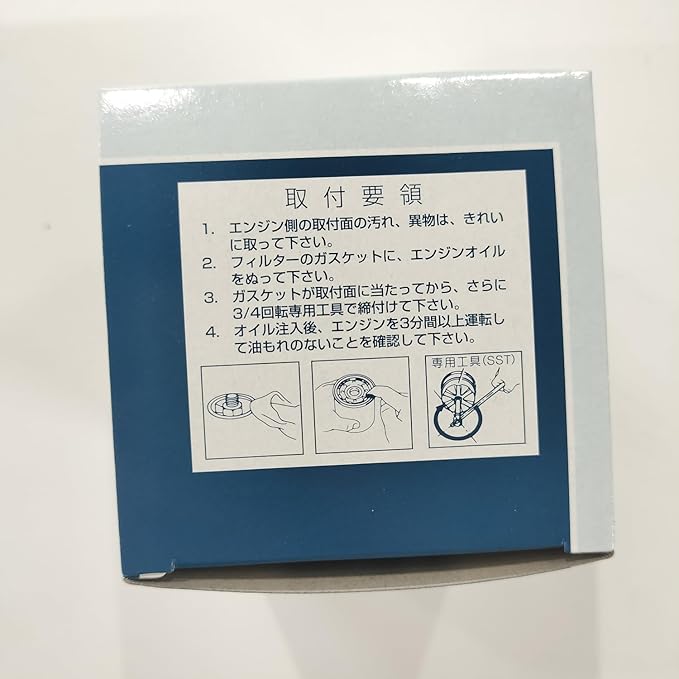 取付要領
1. エンジン側の取付面の汚れ、異物は、きれい
に取って下さい。
2. フィルターのガスケットに、エンジンオイル
をぬって下さい。
3. ガスケットが取付面に当たってから、さらに
3/4回転専用工具で締付けて下さい。
4. オイル注入後、エンジンを3分間以上運転し
て油もれのないことを確認して下さい。
専用工具(SST)